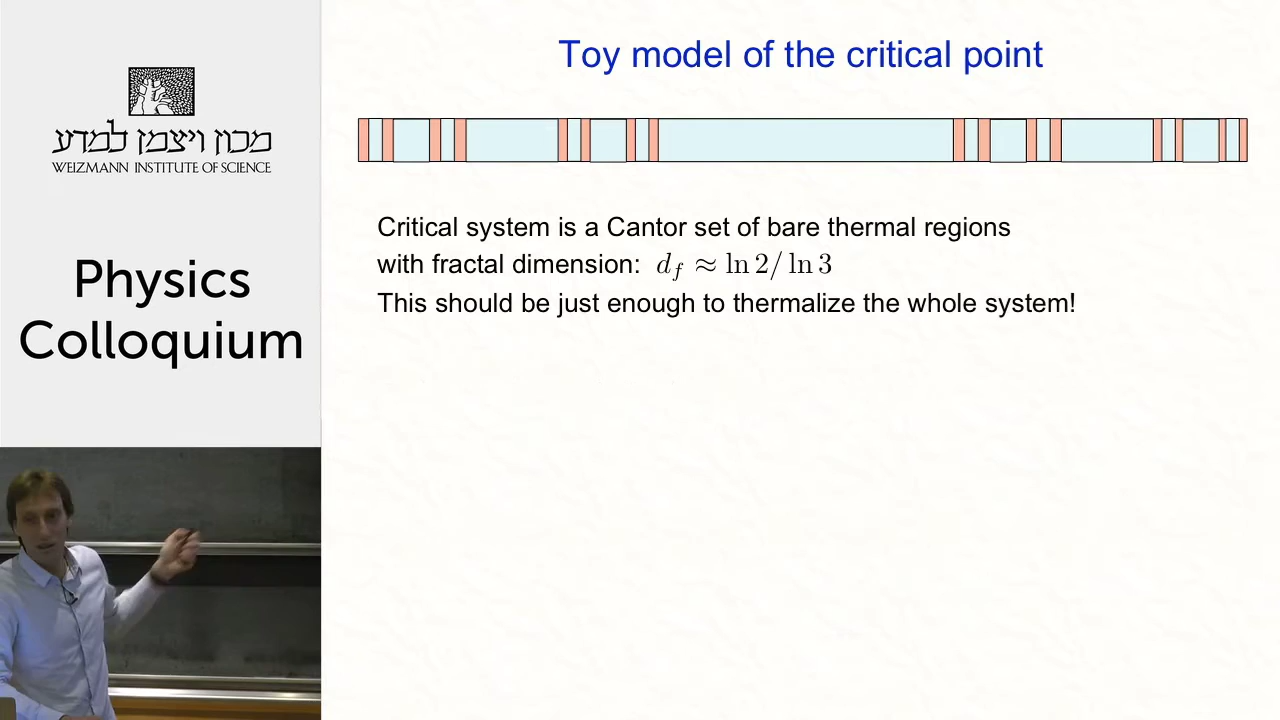 מכון ויצמן למדע
WEIZMANN INSTITUTE OF SCIENCE
Physics
Colloquium
Toy model of the critical point
Critical system is a Cantor set of bare thermal regions
with fractal dimension: d_f ≈ ln 2/ ln 3
This should be just enough to thermalize the whole system!